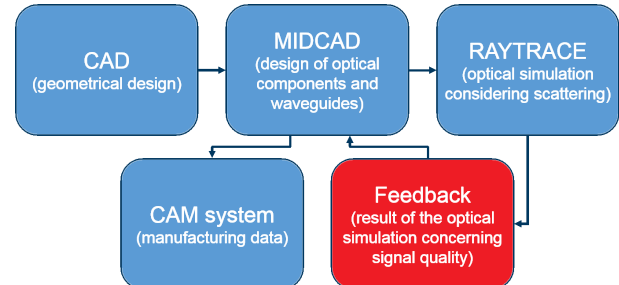 CAD
(geometrical design)
MIDCAD
(design of optical
components and
waveguides)
RAYTRACE
(optical simulation
considering scattering)
CAM system
(manufacturing data)
Feedback
(result of the optical
simulation concerning
signal quality)